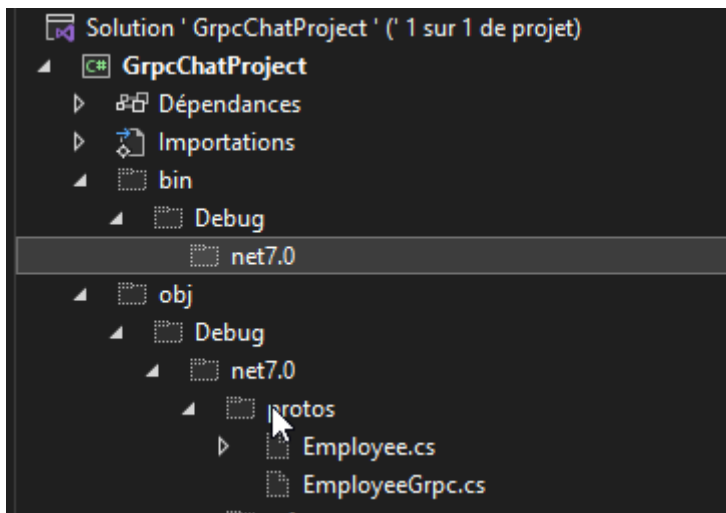 Solution ' GrpcChatProject ' (' 1 sur 1 de projet)
C# GrpcChatProject
Dépendances
Importations
bin
Debug
net7.0
obj
Debug
net7.0
protos
Employee.cs
EmployeeGrpc.cs